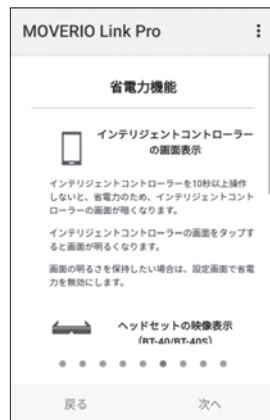 MOVERIO Link Pro
省電力機能
インテリジェントコントローラー
の画面表示
インテリジェントコントローラーを10秒以上操作
しないと、省電力のため、インテリジェントコント
ローラーの画面が暗くなります。
インテリジェントコントローラーの画面をタップす
ると画面が明るくなります。
画面の明るさを保持したい場合は、設定画面で省電
力を無効にします。
ヘッドセットの映像表示
(BT-40/BT-40S)
戻る
次へ